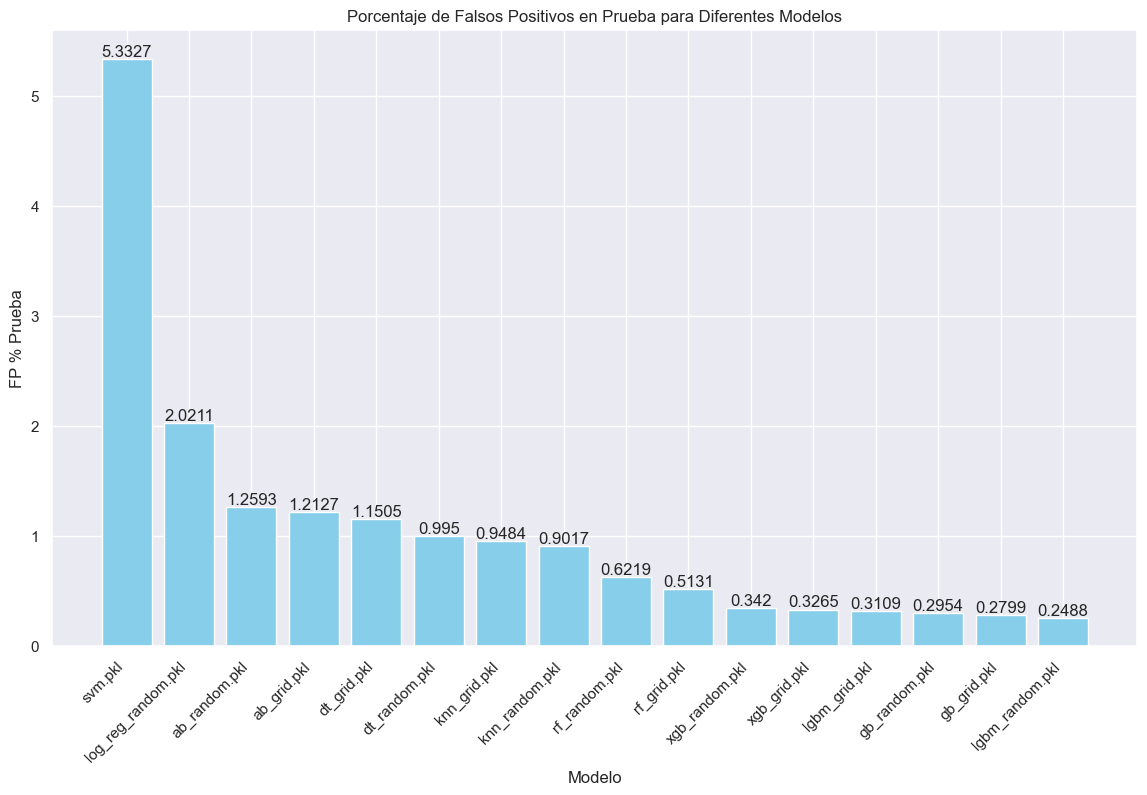 Porcentaje de Falsos Positivos en Prueba para Diferentes Modelos
FP % Prueba
5
4
3
2
1
0
5.3327
2.0211
1.2593
1.2127
1.1505
0.995
0.9484
0.9017
0.6219
0.5131
0.342
0.3265
0.3109
0.2954
0.2799
0.2488
svm.pkl
log_reg_random.pkl
ab_random.pkl
ab_grid.pkl
dt_grid.pkl
dt_random.pkl
knn_grid.pkl
knn_random.pkl
rf_random.pkl
rf_grid.pkl
xgb_random.pkl
xgb_grid.pkl
lgbm_grid.pkl
gb_random.pkl
gb_grid.pkl
lgbm_random.pkl
Modelo